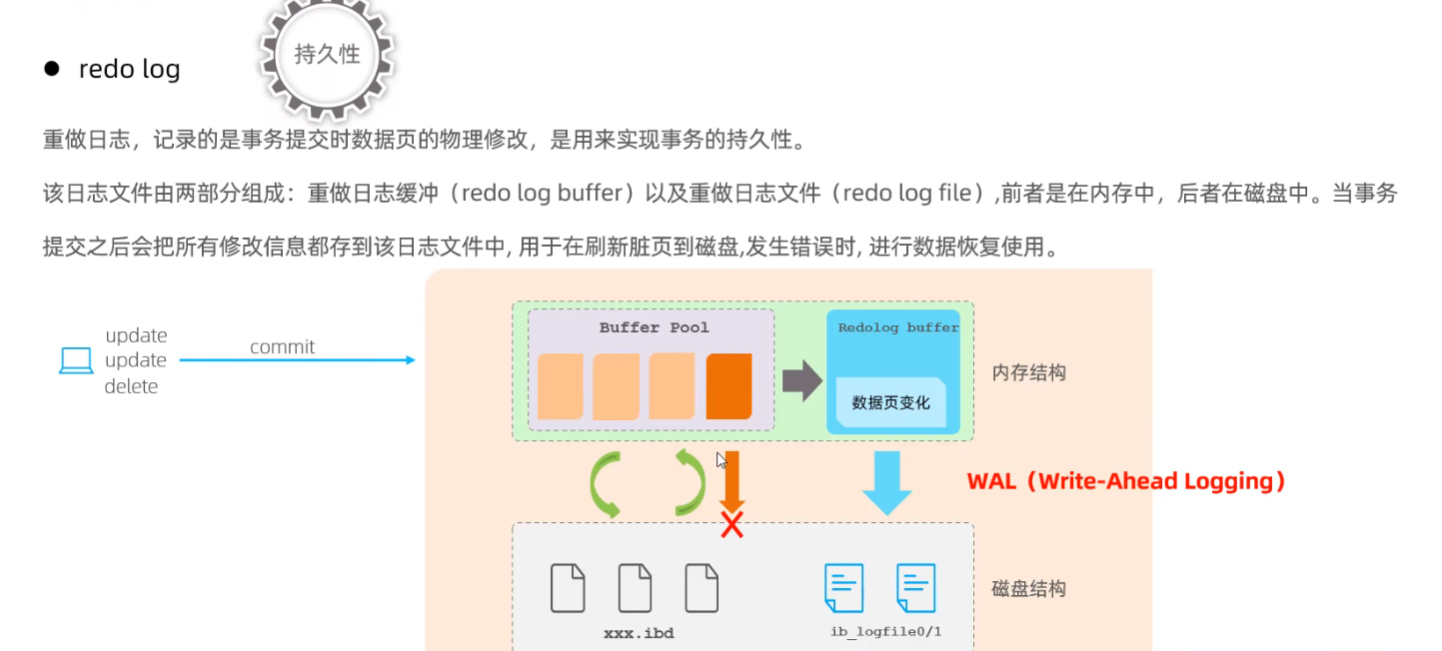 持久性
redo log
重做日志，记录的是事务提交时数据页的物理修改，是用来实现事务的持久性。
该日志文件由两部分组成：重做日志缓冲（redo log buffer）以及重做日志文件（redo log file）,前者是在内存中，后者在磁盘中。当事务
提交之后会把所有修改信息都存到该日志文件中, 用于在刷新脏页到磁盘,发生错误时, 进行数据恢复使用。
update
update
delete
commit
Buffer Pool
Redolog buffer
数据页变化
内存结构
WAL（Write-Ahead Logging）
磁盘结构
xxx.ibd
ib_logfile0/1